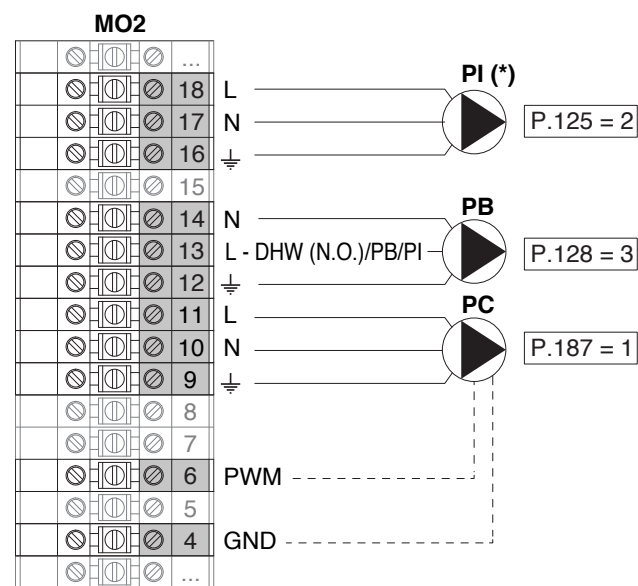 MO2
...
18 L
PI (*)
17 N
P.125 = 2
16
15
14 N
PB
13 L - DHW (N.O.)/PB/PI
P.128 = 3
12
PC
11 L
10 N
P.187 = 1
9
8
7
6 PWM
5
4 GND
...